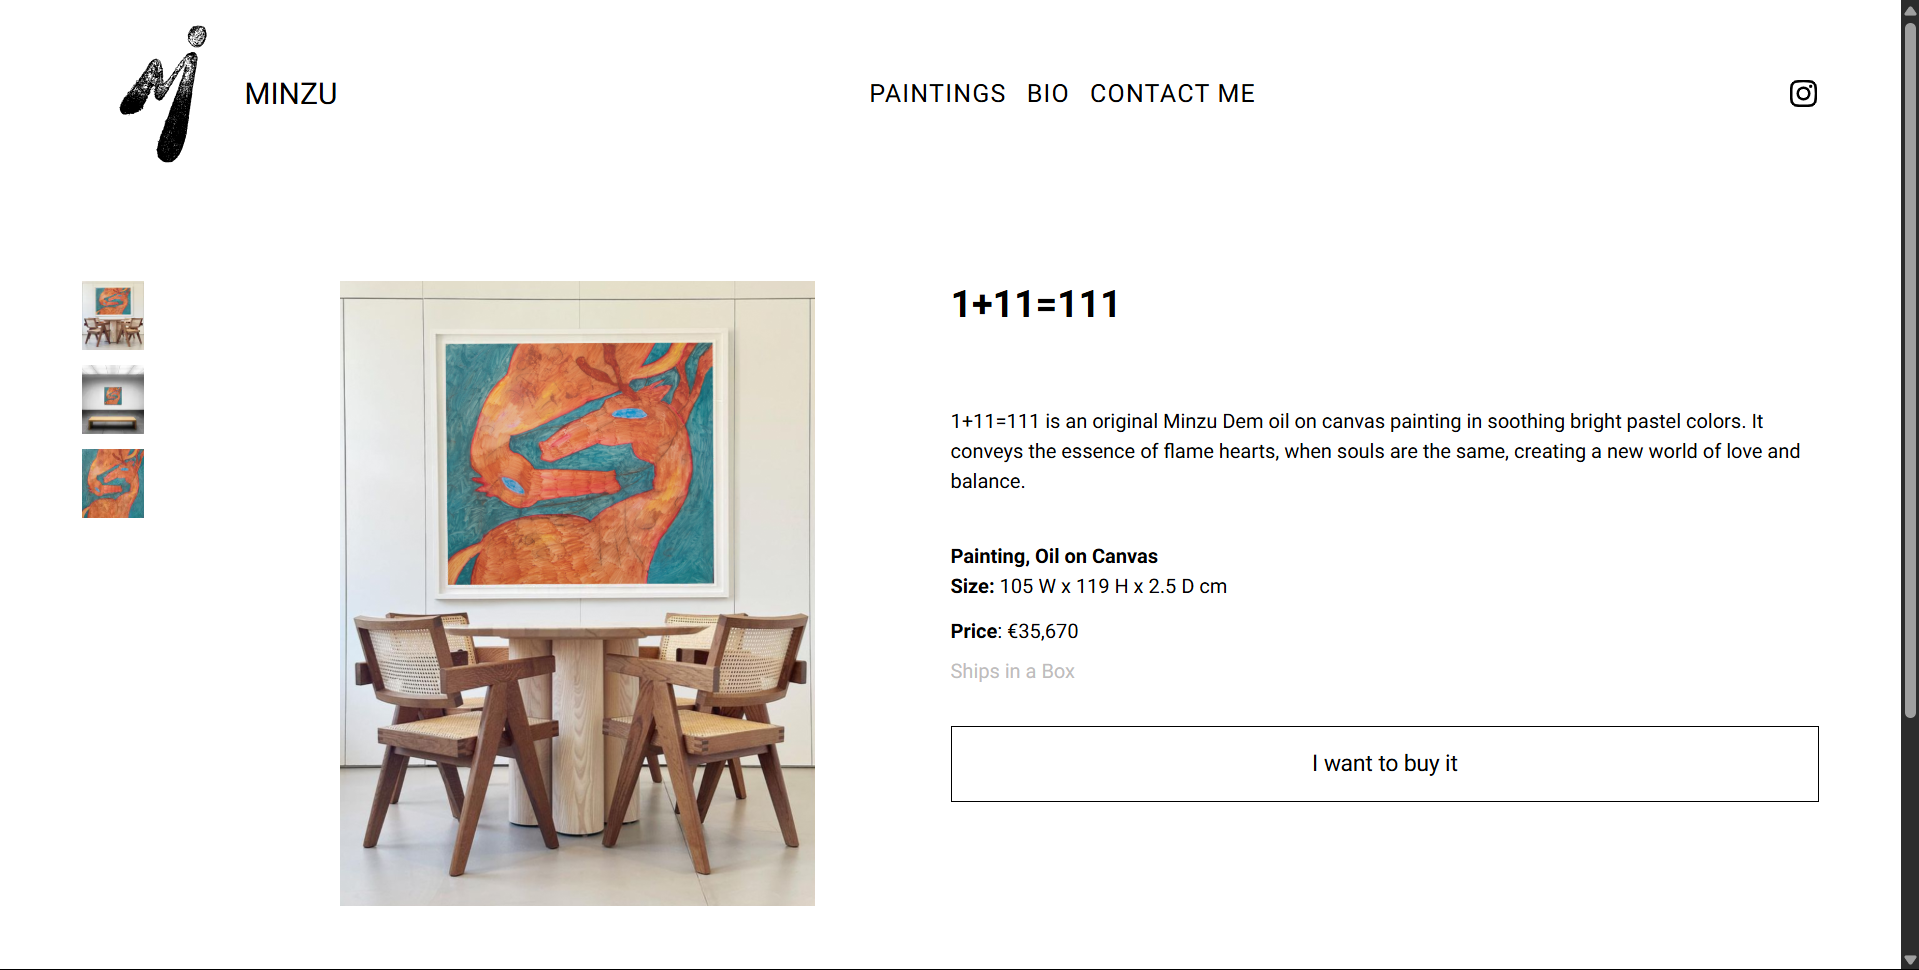 MINZU
PAINTINGS BIO CONTACT ME
1+11=111
1+11=111 is an original Minzu Dem oil on canvas painting in soothing bright pastel colors. It
conveys the essence of flame hearts, when souls are the same, creating a new world of love and
balance.
Painting, Oil on Canvas
Size: 105 W x 119 H x 2.5 D cm
Price: €35,670
Ships in a Box
I want to buy it